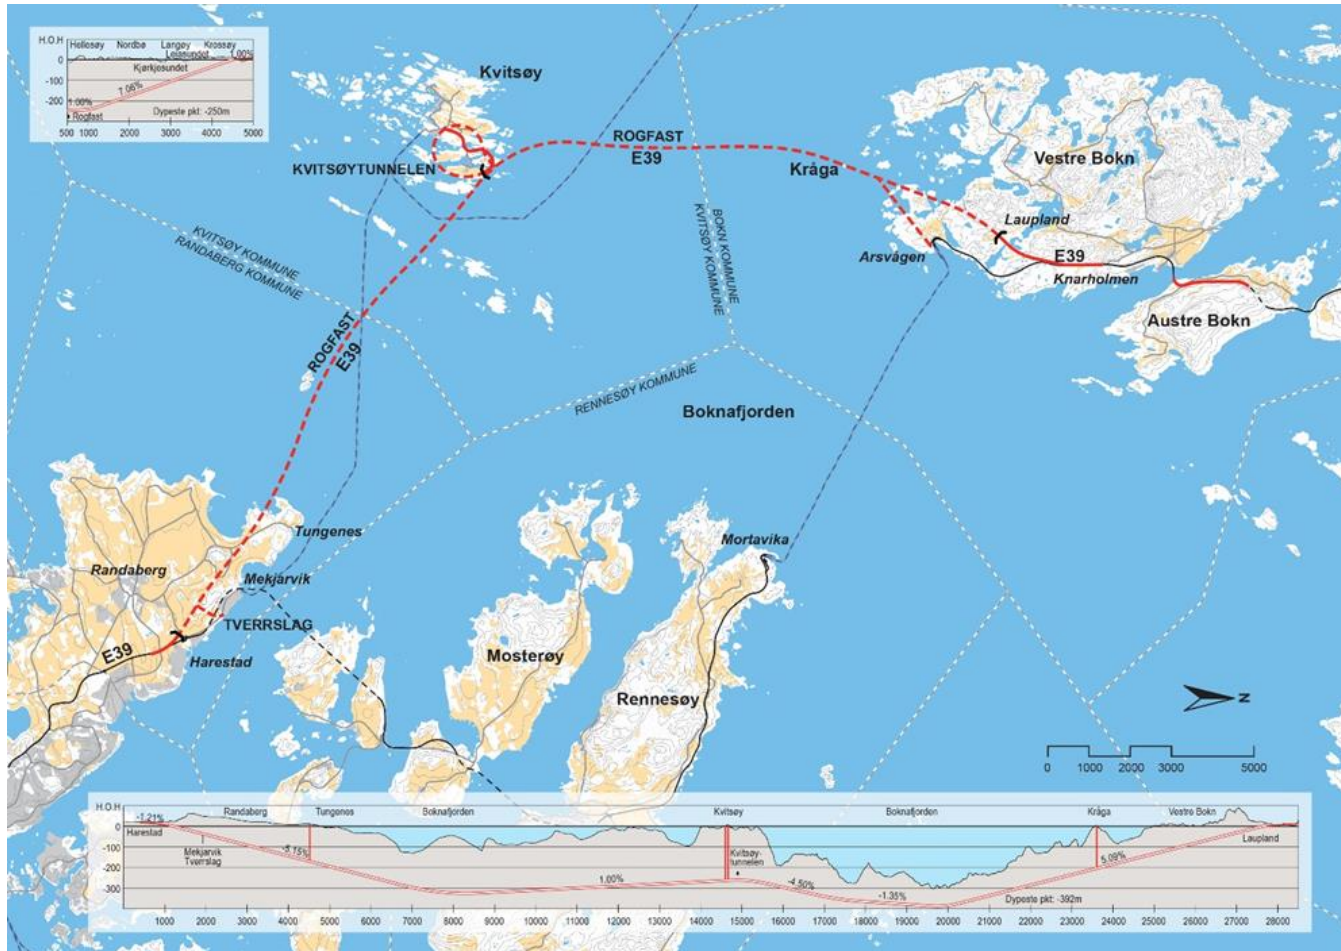 H.O.H
Hellesøy Nordbø Langøy Krossøy
Leiasundet
1.00%
0
Kjørkjesundet
-100
7.06%
-200
1.00%
Dypeste pkt: -250m
Rogfast
500 1000 2000 3000 4000 5000
Kvitsøy
ROGFAST
E39
KVITSØYTUNNELEN
Kråga
Vestre Bokn
Laupland
Arsvågen
E39
Knarholmen
Austre Bokn
KVITSØY KOMMUNE
RANDABERG KOMMUNE
BOKN KOMMUNE
KVITSØY KOMMUNE
ROGFAST
E39
RENNESØY KOMMUNE
Boknafjorden
Tungenes
Mortavika
Randaberg
Mekjarvik
TVERRSLAG
E39
Harestad
Mosterøy
Rennesøy
N
0 1000 2000 3000 5000
H.O.H
Randaberg Tungenes Boknafjorden Kvitsøy Boknafjorden Kråga Vestre Bokn
-1.21%
0
Harestad
Laupland
-100
Mekjarvik
Tverrslag
-5.15%
Kvitsøy-
tunnelen
5.09%
-200
-300
1.00%
-4.50%
-1.35%
Dypeste pkt: -392m
1000 2000 3000 4000 5000 6000 7000 8000 9000 10000 11000 12000 13000 14000 15000 16000 17000 18000 19000 20000 21000 22000 23000 24000 25000 26000 27000 28000